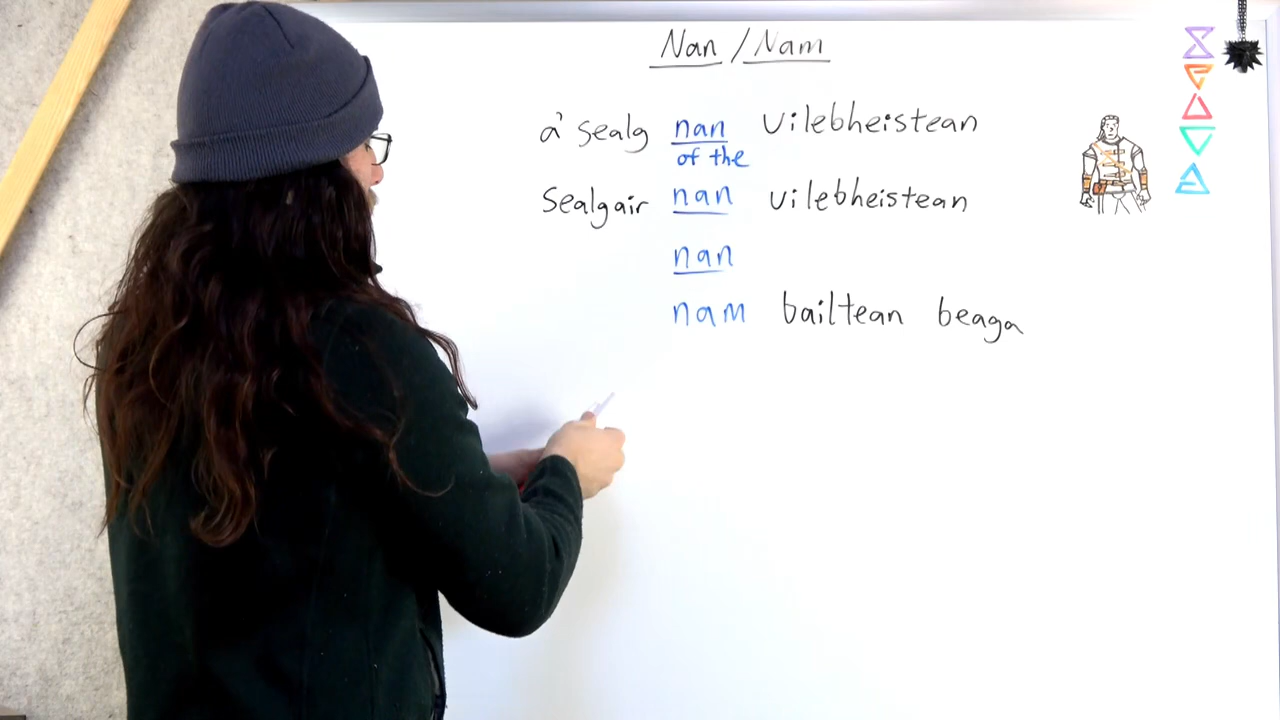 Nan / Nam
a' sealg nan uilebheistean
of the
Sealgair nan uilebheistean
nan
nam bailtean beaga